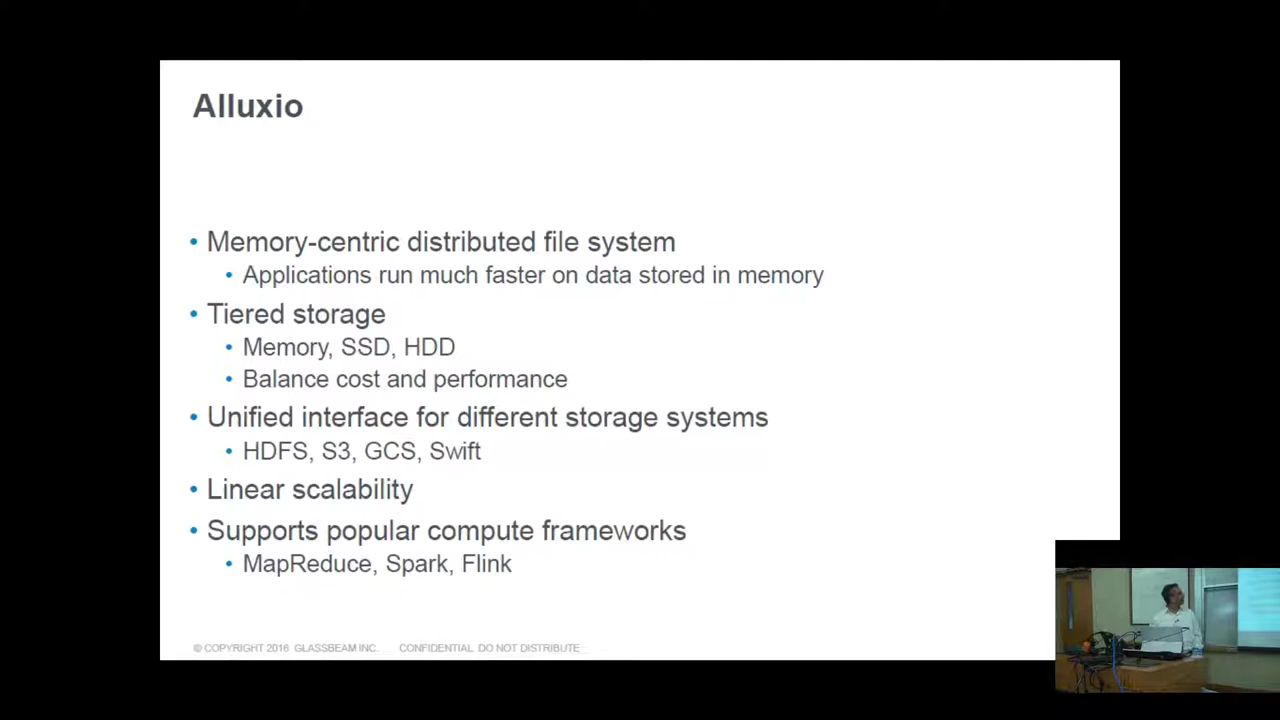 Alluxio
• Memory-centric distributed file system
• Applications run much faster on data stored in memory
• Tiered storage
• Memory, SSD, HDD
• Balance cost and performance
• Unified interface for different storage systems
• HDFS, S3, GCS, Swift
• Linear scalability
• Supports popular compute frameworks
• MapReduce, Spark, Flink
© COPYRIGHT 2016 GLASSBEAM INC. CONFIDENTIAL DO NOT DISTRIBUTE